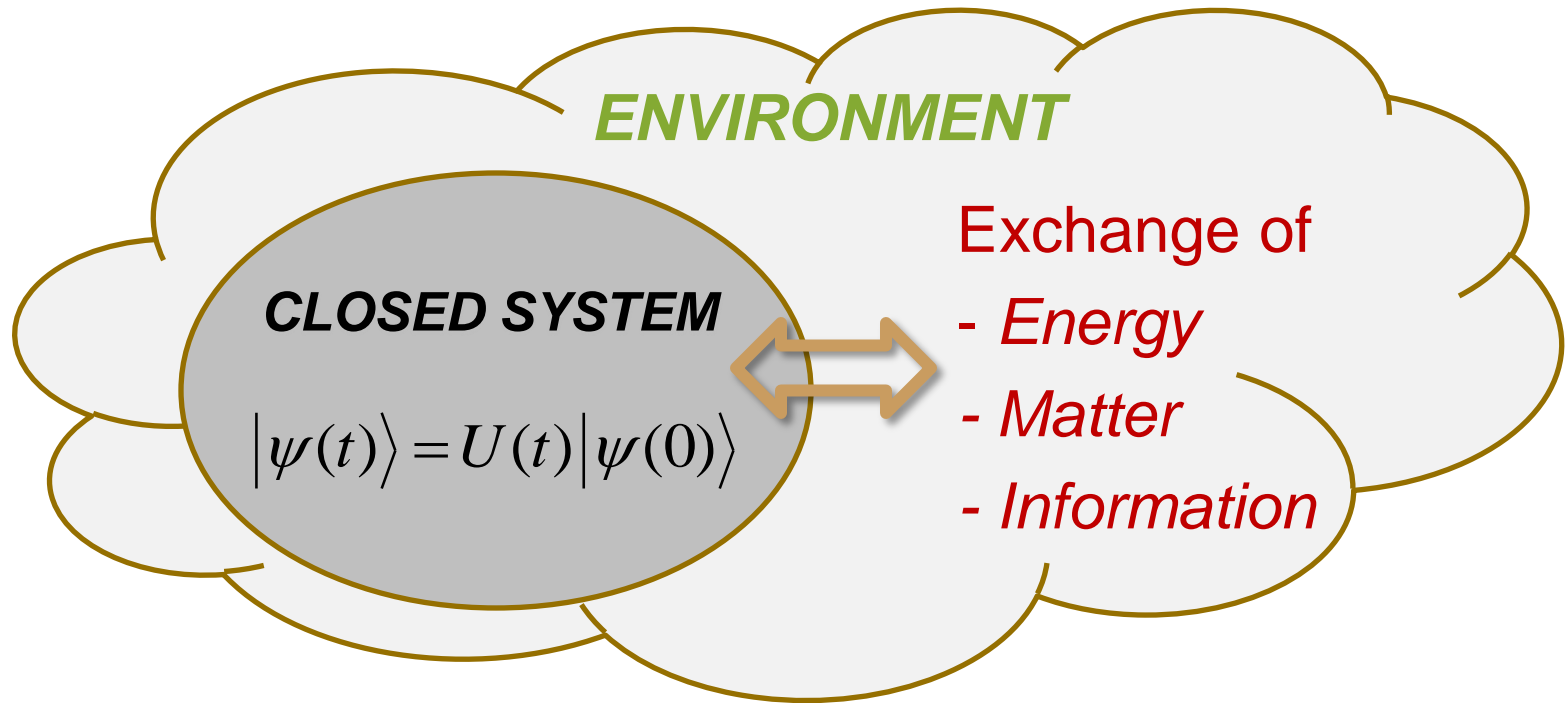 ENVIRONMENT
CLOSED SYSTEM
|ψ(t)⟩=U(t)|ψ(0)⟩
Exchange of
- Energy
- Matter
- Information